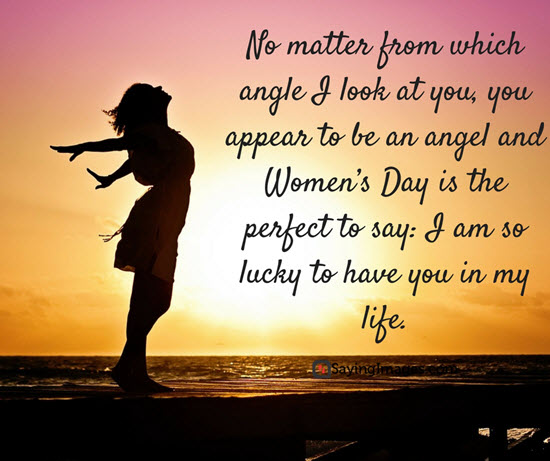 No matter from which
angle I look at you, you
appear to be an angel and
Women's Day is the
perfect to say: I am so
lucky to have you in my
life.
SayingImages.com